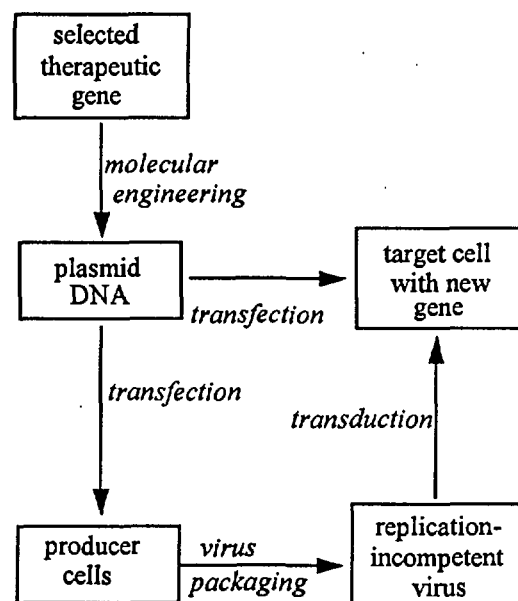 selected
therapeutic
gene
molecular
engineering
plasmid
DNA
transfection
target cell
with new
gene
transfection
transduction
producer
cells
virus
packaging
replication-
incompetent
virus